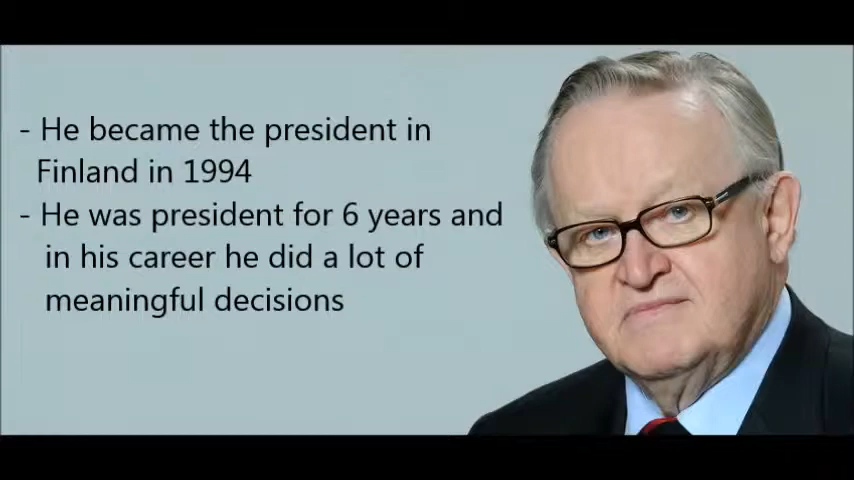 - He became the president in
Finland in 1994
- He was president for 6 years and
in his career he did a lot of
meaningful decisions